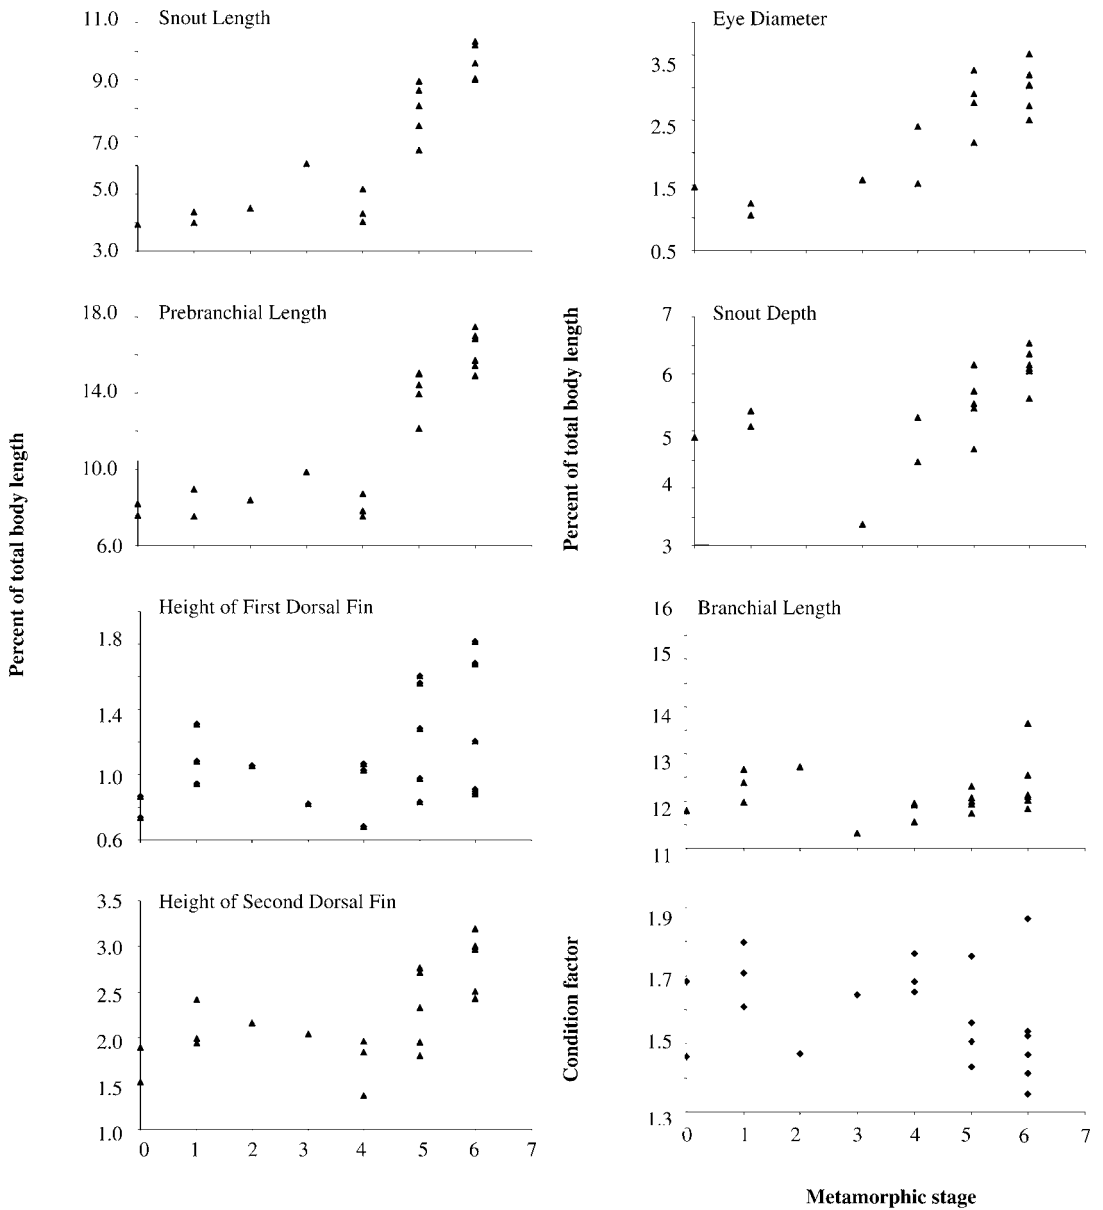 Snout Length
11.0
9.0
7.0
5.0
3.0
Eye Diameter
3.5
2.5
1.5
0.5
Prebranchial Length
18.0
14.0
10.0
6.0
Snout Depth
7
6
5
4
3
Percent of total body length
Percent of total body length
Height of First Dorsal Fin
1.8
1.4
1.0
0.6
Branchial Length
16
15
14
13
12
11
Height of Second Dorsal Fin
3.5
3.0
2.5
2.0
1.5
1.0
0 1 2 3 4 5 6 7
Condition factor
1.9
1.7
1.5
1.3
0 1 2 3 4 5 6 7
Metamorphic stage